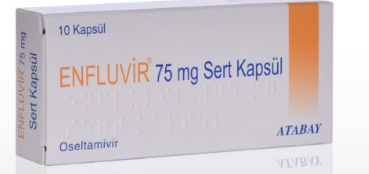 10 Kapsül
ENFLUVİR® 75 mg Sert Kapsül
Oseltamivir
ATABAY
ENFLUVİR® 75 mg
Sert Kapsül